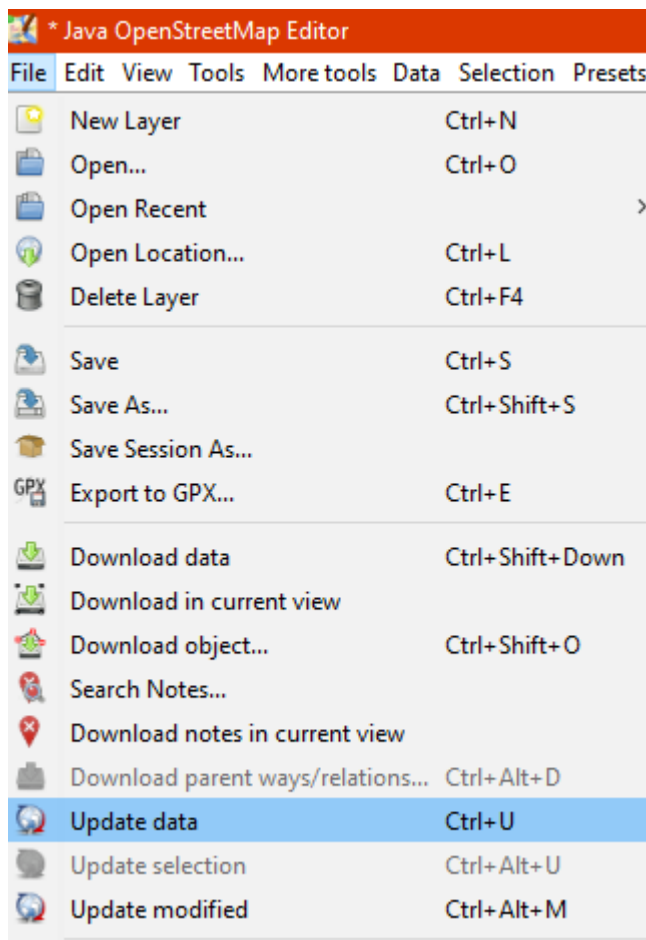 * Java OpenStreetMap Editor
File Edit View Tools More tools Data Selection Presets
New Layer Ctrl+N
Open... Ctrl+O
Open Recent
Open Location... Ctrl+L
Delete Layer Ctrl+F4
Save Ctrl+S
Save As... Ctrl+Shift+S
Save Session As...
GPX Export to GPX... Ctrl+E
Download data Ctrl+Shift+Down
Download in current view
Download object... Ctrl+Shift+O
Search Notes...
Download notes in current view
Download parent ways/relations... Ctrl+Alt+D
Update data Ctrl+U
Update selection Ctrl+Alt+U
Update modified Ctrl+Alt+M